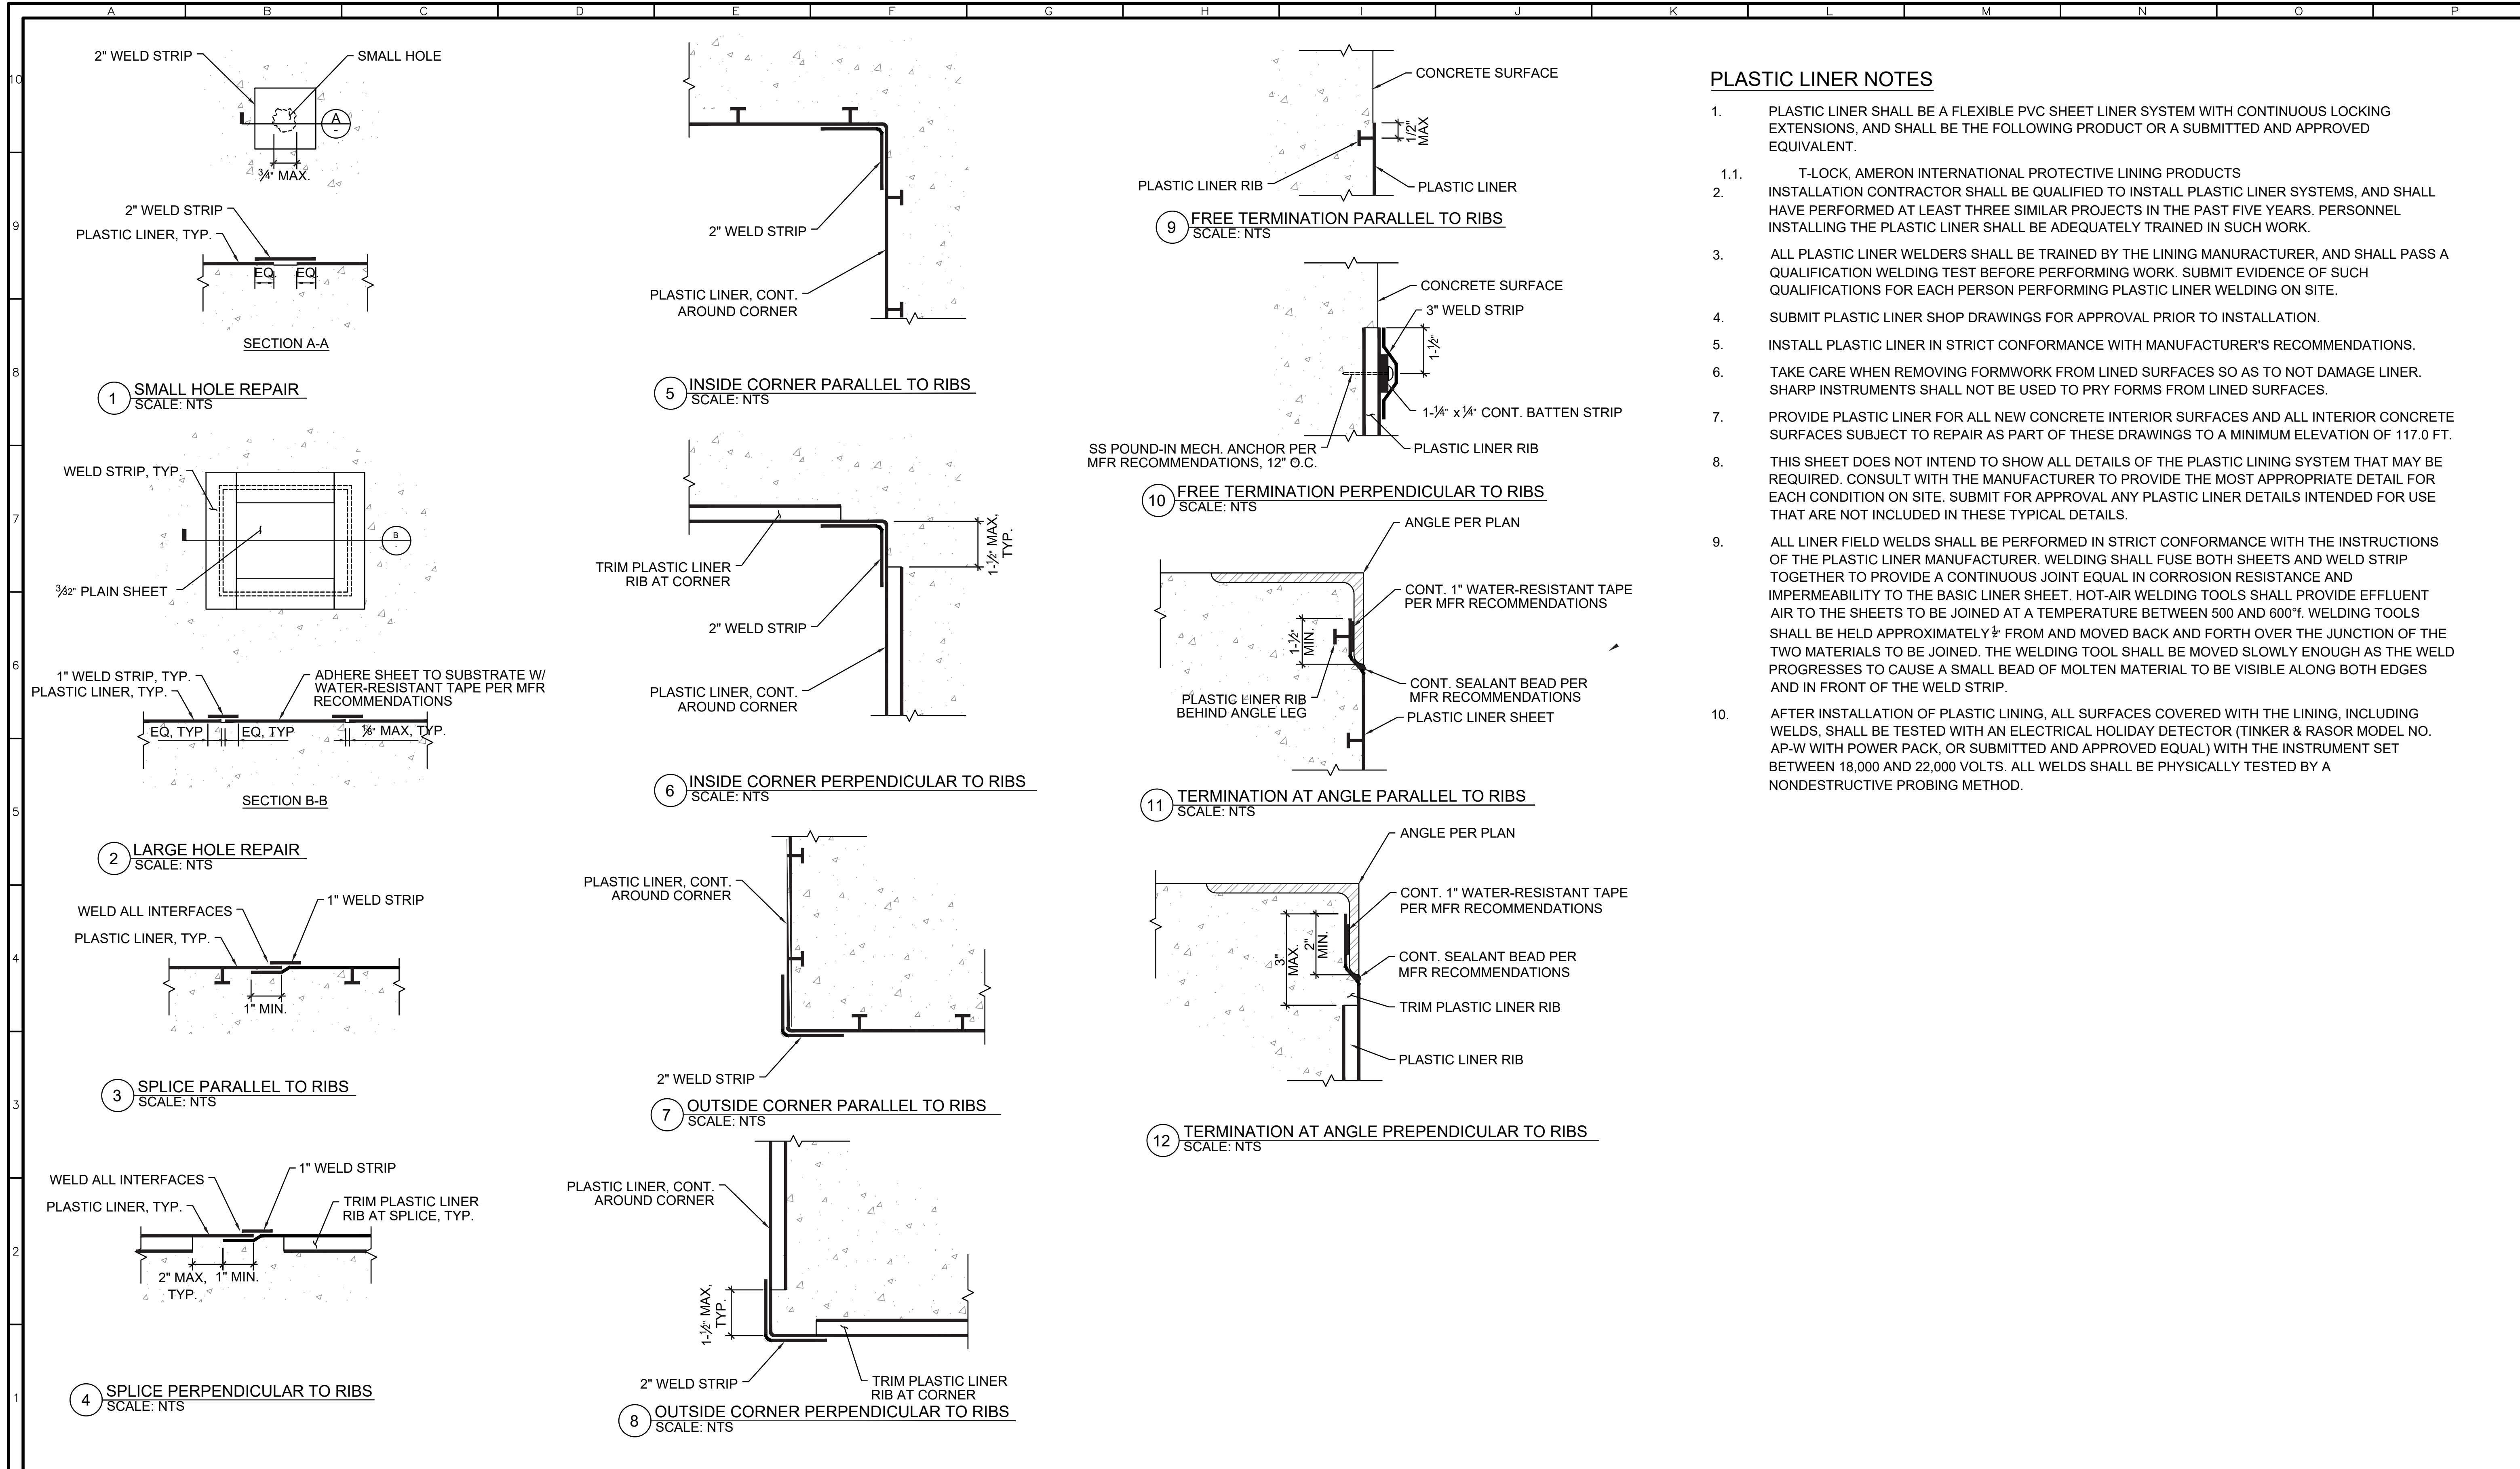 A B C D E F G H I J K L M N O P
10
9
8
7
6
5
4
3
2
1
2" WELD STRIP
SMALL HOLE
A
-
¾" MAX.
2" WELD STRIP
PLASTIC LINER, TYP.
EQ. EQ.
SECTION A-A
1 SMALL HOLE REPAIR
SCALE: NTS
WELD STRIP, TYP.
B
-
3⁄32" PLAIN SHEET
1" WELD STRIP, TYP.
PLASTIC LINER, TYP.
ADHERE SHEET TO SUBSTRATE W/
WATER-RESISTANT TAPE PER MFR
RECOMMENDATIONS
EQ, TYP EQ, TYP ⅛" MAX, TYP.
SECTION B-B
2 LARGE HOLE REPAIR
SCALE: NTS
1" WELD STRIP
WELD ALL INTERFACES
PLASTIC LINER, TYP.
1" MIN.
3 SPLICE PARALLEL TO RIBS
SCALE: NTS
1" WELD STRIP
WELD ALL INTERFACES
PLASTIC LINER, TYP.
TRIM PLASTIC LINER
RIB AT SPLICE, TYP.
2" MAX, 1" MIN.
TYP.
4 SPLICE PERPENDICULAR TO RIBS
SCALE: NTS
2" WELD STRIP
PLASTIC LINER, CONT.
AROUND CORNER
5 INSIDE CORNER PARALLEL TO RIBS
SCALE: NTS
1-½" MAX,
TYP.
TRIM PLASTIC LINER
RIB AT CORNER
2" WELD STRIP
PLASTIC LINER, CONT.
AROUND CORNER
6 INSIDE CORNER PERPENDICULAR TO RIBS
SCALE: NTS
PLASTIC LINER, CONT.
AROUND CORNER
2" WELD STRIP
7 OUTSIDE CORNER PARALLEL TO RIBS
SCALE: NTS
PLASTIC LINER, CONT.
AROUND CORNER
1-½" MAX,
TYP.
2" WELD STRIP
TRIM PLASTIC LINER
RIB AT CORNER
8 OUTSIDE CORNER PERPENDICULAR TO RIBS
SCALE: NTS
CONCRETE SURFACE
1/2"
MAX
PLASTIC LINER RIB
PLASTIC LINER
9 FREE TERMINATION PARALLEL TO RIBS
SCALE: NTS
CONCRETE SURFACE
3" WELD STRIP
1-½"
1-¼" x ¼" CONT. BATTEN STRIP
SS POUND-IN MECH. ANCHOR PER
MFR RECOMMENDATIONS, 12" O.C.
PLASTIC LINER RIB
10 FREE TERMINATION PERPENDICULAR TO RIBS
SCALE: NTS
ANGLE PER PLAN
CONT. 1" WATER-RESISTANT TAPE
PER MFR RECOMMENDATIONS
1-½"
MIN.
CONT. SEALANT BEAD PER
MFR RECOMMENDATIONS
PLASTIC LINER RIB
BEHIND ANGLE LEG
PLASTIC LINER SHEET
11 TERMINATION AT ANGLE PARALLEL TO RIBS
SCALE: NTS
ANGLE PER PLAN
CONT. 1" WATER-RESISTANT TAPE
PER MFR RECOMMENDATIONS
3"
MAX.
2"
MIN.
CONT. SEALANT BEAD PER
MFR RECOMMENDATIONS
TRIM PLASTIC LINER RIB
PLASTIC LINER RIB
12 TERMINATION AT ANGLE PREPENDICULAR TO RIBS
SCALE: NTS
PLASTIC LINER NOTES
1. PLASTIC LINER SHALL BE A FLEXIBLE PVC SHEET LINER SYSTEM WITH CONTINUOUS LOCKING
EXTENSIONS, AND SHALL BE THE FOLLOWING PRODUCT OR A SUBMITTED AND APPROVED
EQUIVALENT.
1.1. T-LOCK, AMERON INTERNATIONAL PROTECTIVE LINING PRODUCTS
2. INSTALLATION CONTRACTOR SHALL BE QUALIFIED TO INSTALL PLASTIC LINER SYSTEMS, AND SHALL
HAVE PERFORMED AT LEAST THREE SIMILAR PROJECTS IN THE PAST FIVE YEARS. PERSONNEL
INSTALLING THE PLASTIC LINER SHALL BE ADEQUATELY TRAINED IN SUCH WORK.
3. ALL PLASTIC LINER WELDERS SHALL BE TRAINED BY THE LINING MANURACTURER, AND SHALL PASS A
QUALIFICATION WELDING TEST BEFORE PERFORMING WORK. SUBMIT EVIDENCE OF SUCH
QUALIFICATIONS FOR EACH PERSON PERFORMING PLASTIC LINER WELDING ON SITE.
4. SUBMIT PLASTIC LINER SHOP DRAWINGS FOR APPROVAL PRIOR TO INSTALLATION.
5. INSTALL PLASTIC LINER IN STRICT CONFORMANCE WITH MANUFACTURER'S RECOMMENDATIONS.
6. TAKE CARE WHEN REMOVING FORMWORK FROM LINED SURFACES SO AS TO NOT DAMAGE LINER.
SHARP INSTRUMENTS SHALL NOT BE USED TO PRY FORMS FROM LINED SURFACES.
7. PROVIDE PLASTIC LINER FOR ALL NEW CONCRETE INTERIOR SURFACES AND ALL INTERIOR CONCRETE
SURFACES SUBJECT TO REPAIR AS PART OF THESE DRAWINGS TO A MINIMUM ELEVATION OF 117.0 FT.
8. THIS SHEET DOES NOT INTEND TO SHOW ALL DETAILS OF THE PLASTIC LINING SYSTEM THAT MAY BE
REQUIRED. CONSULT WITH THE MANUFACTURER TO PROVIDE THE MOST APPROPRIATE DETAIL FOR
EACH CONDITION ON SITE. SUBMIT FOR APPROVAL ANY PLASTIC LINER DETAILS INTENDED FOR USE
THAT ARE NOT INCLUDED IN THESE TYPICAL DETAILS.
9. ALL LINER FIELD WELDS SHALL BE PERFORMED IN STRICT CONFORMANCE WITH THE INSTRUCTIONS
OF THE PLASTIC LINER MANUFACTURER. WELDING SHALL FUSE BOTH SHEETS AND WELD STRIP
TOGETHER TO PROVIDE A CONTINUOUS JOINT EQUAL IN CORROSION RESISTANCE AND
IMPERMEABILITY TO THE BASIC LINER SHEET. HOT-AIR WELDING TOOLS SHALL PROVIDE EFFLUENT
AIR TO THE SHEETS TO BE JOINED AT A TEMPERATURE BETWEEN 500 AND 600°f. WELDING TOOLS
SHALL BE HELD APPROXIMATELY ½" FROM AND MOVED BACK AND FORTH OVER THE JUNCTION OF THE
TWO MATERIALS TO BE JOINED. THE WELDING TOOL SHALL BE MOVED SLOWLY ENOUGH AS THE WELD
PROGRESSES TO CAUSE A SMALL BEAD OF MOLTEN MATERIAL TO BE VISIBLE ALONG BOTH EDGES
AND IN FRONT OF THE WELD STRIP.
10. AFTER INSTALLATION OF PLASTIC LINING, ALL SURFACES COVERED WITH THE LINING, INCLUDING
WELDS, SHALL BE TESTED WITH AN ELECTRICAL HOLIDAY DETECTOR (TINKER & RASOR MODEL NO.
AP-W WITH POWER PACK, OR SUBMITTED AND APPROVED EQUAL) WITH THE INSTRUMENT SET
BETWEEN 18,000 AND 22,000 VOLTS. ALL WELDS SHALL BE PHYSICALLY TESTED BY A
NONDESTRUCTIVE PROBING METHOD.